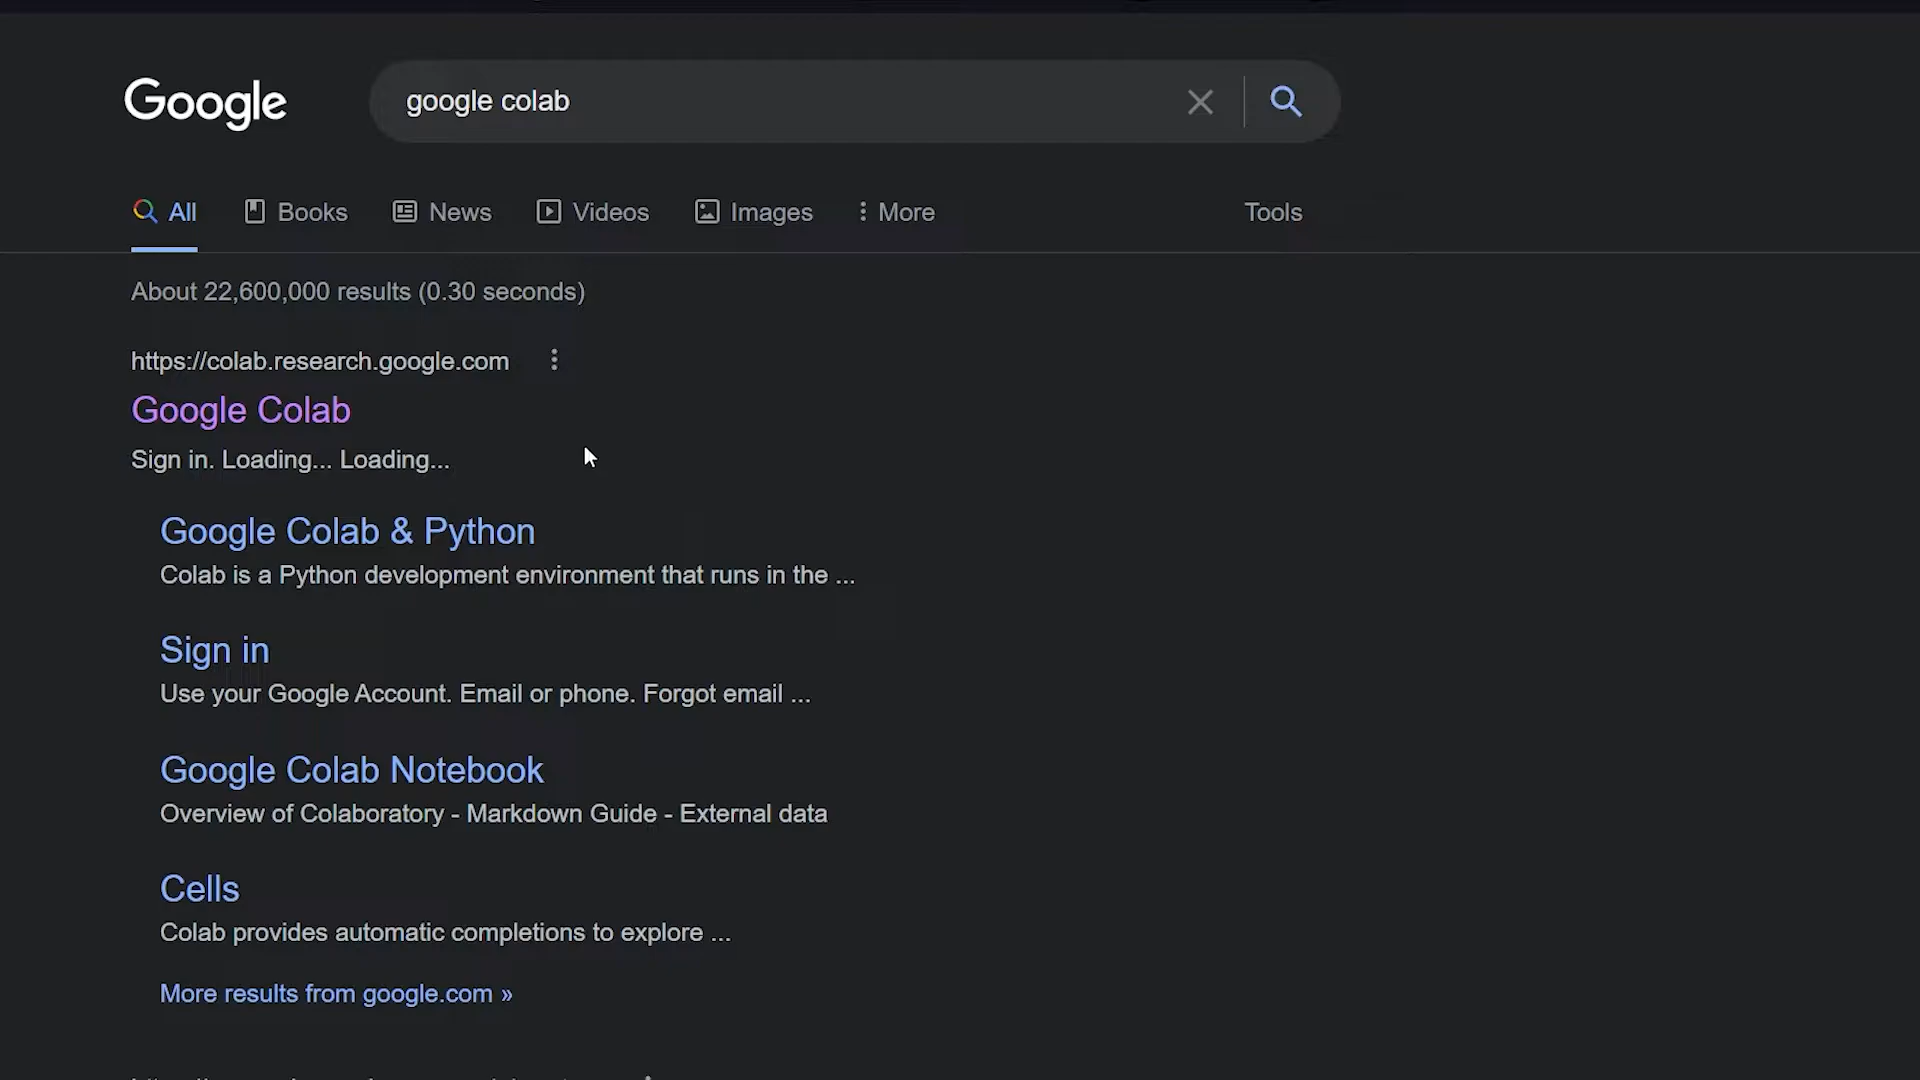 Google
google colab
All Books News Videos Images More Tools
About 22,600,000 results (0.30 seconds)
https://colab.research.google.com
Google Colab
Sign in. Loading... Loading...
Google Colab & Python
Colab is a Python development environment that runs in the ...
Sign in
Use your Google Account. Email or phone. Forgot email ...
Google Colab Notebook
Overview of Colaboratory - Markdown Guide - External data
Cells
Colab provides automatic completions to explore ...
More results from google.com »